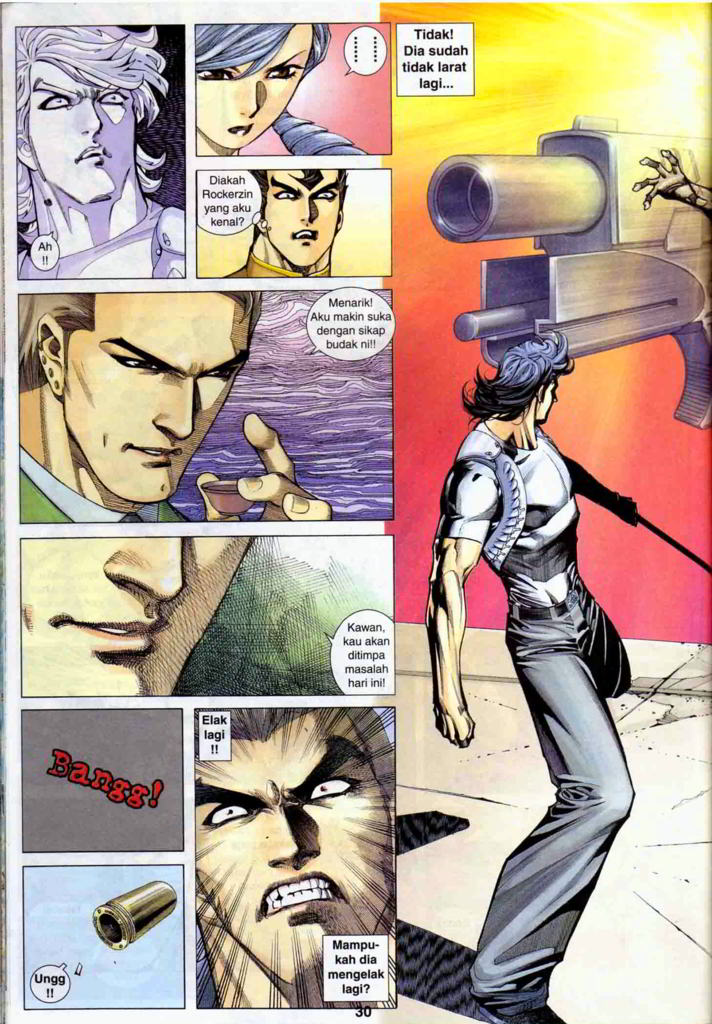 Ah
!!
Diakah
Rockerzin
yang aku
kenal?
Tidak!
Dia sudah
tidak larat
lagi...
Menarik!
Aku makin suka
dengan sikap
budak ni!!
Kawan,
kau akan
ditimpa
masalah
hari ini!
Bangg!
Elak
lagi
!!
Ungg
!!
Mampu-
kah dia
mengelak
lagi?
30